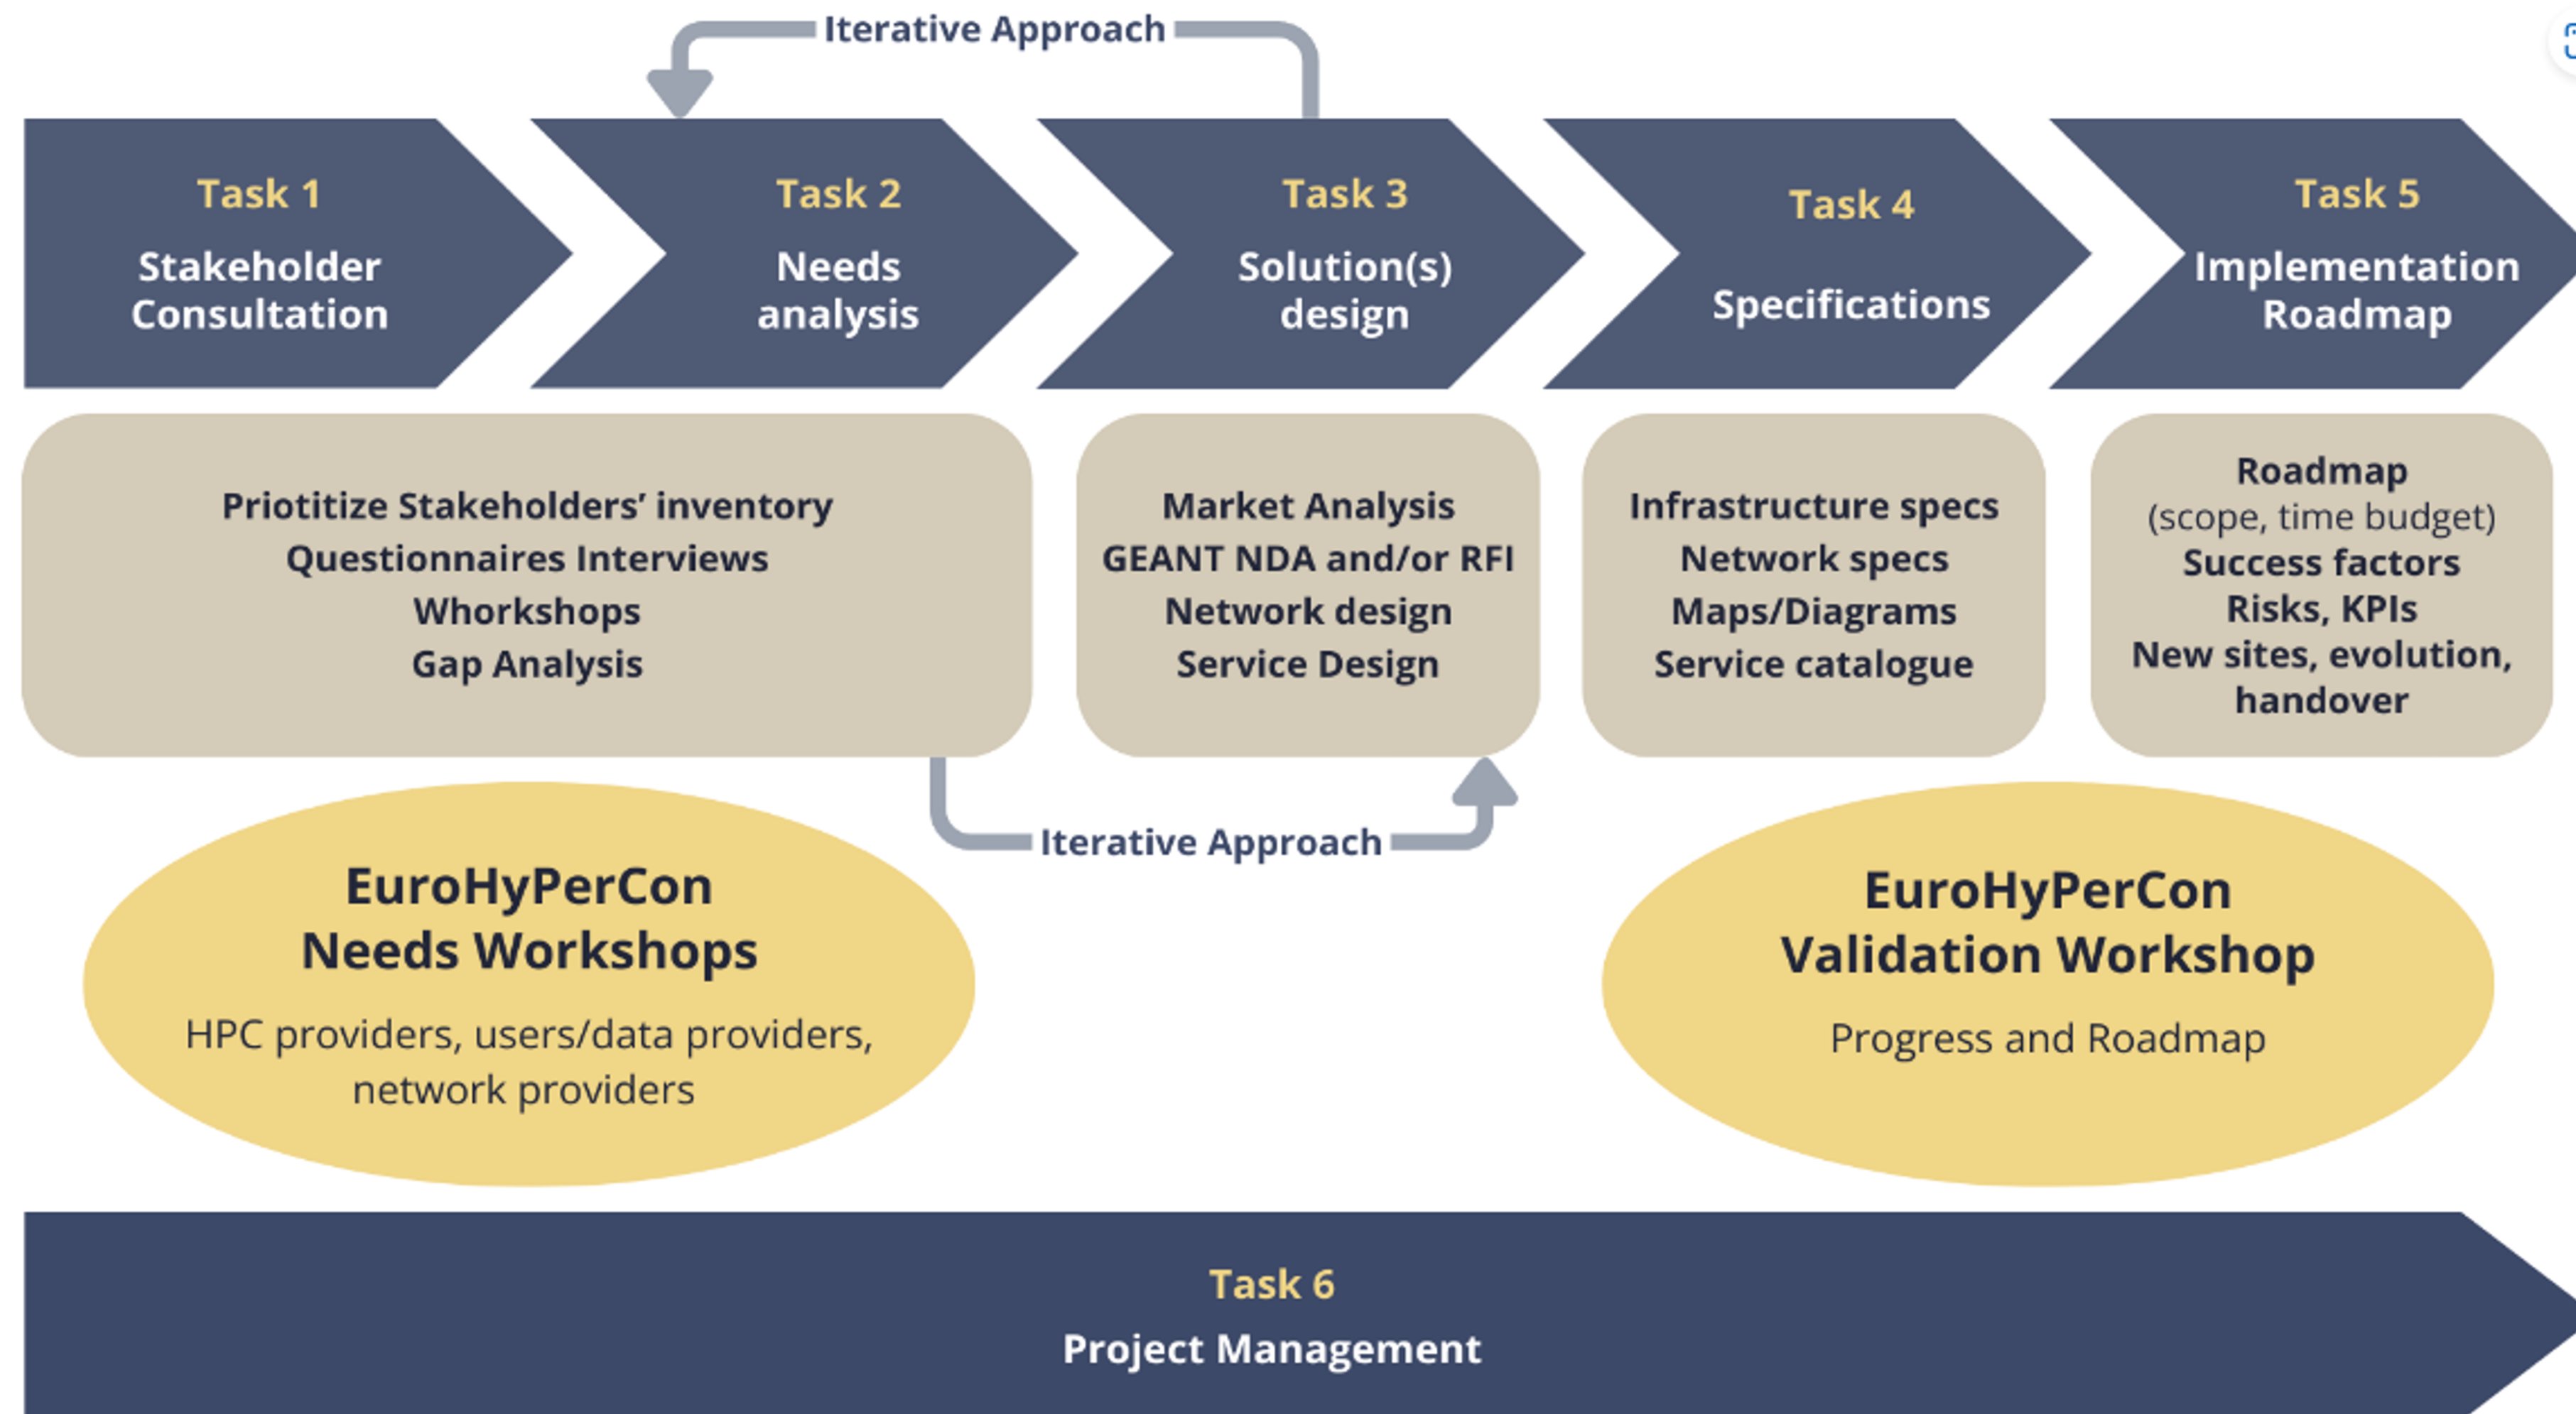 Iterative Approach
Task 1
Stakeholder
Consultation
Task 2
Needs
analysis
Task 3
Solution(s)
design
Task 4
Specifications
Task 5
Implementation
Roadmap
Priotitize Stakeholders’ inventory
Questionnaires Interviews
Whorkshops
Gap Analysis
Market Analysis
GEANT NDA and/or RFI
Network design
Service Design
Infrastructure specs
Network specs
Maps/Diagrams
Service catalogue
Roadmap
(scope, time budget)
Success factors
Risks, KPIs
New sites, evolution,
handover
Iterative Approach
EuroHyPerCon
Needs Workshops
HPC providers, users/data providers,
network providers
EuroHyPerCon
Validation Workshop
Progress and Roadmap
Task 6
Project Management